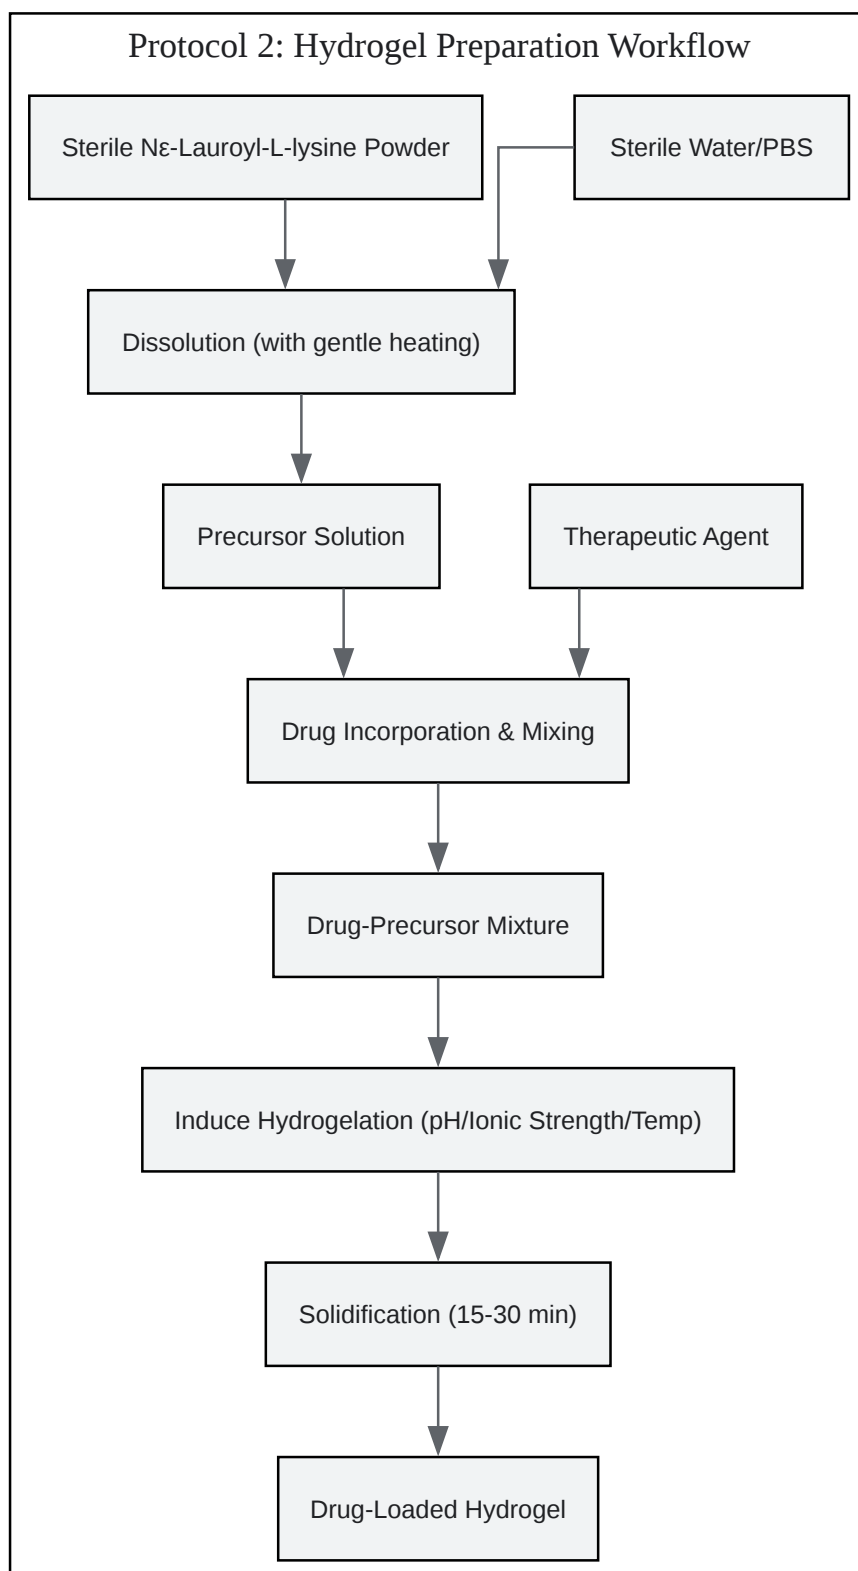 Protocol 2: Hydrogel Preparation Workflow
Sterile Nε-Lauroyl-L-lysine Powder
Sterile Water/PBS
Dissolution (with gentle heating)
Precursor Solution
Therapeutic Agent
Drug Incorporation & Mixing
Drug-Precursor Mixture
Induce Hydrogelation (pH/Ionic Strength/Temp)
Solidification (15-30 min)
Drug-Loaded Hydrogel